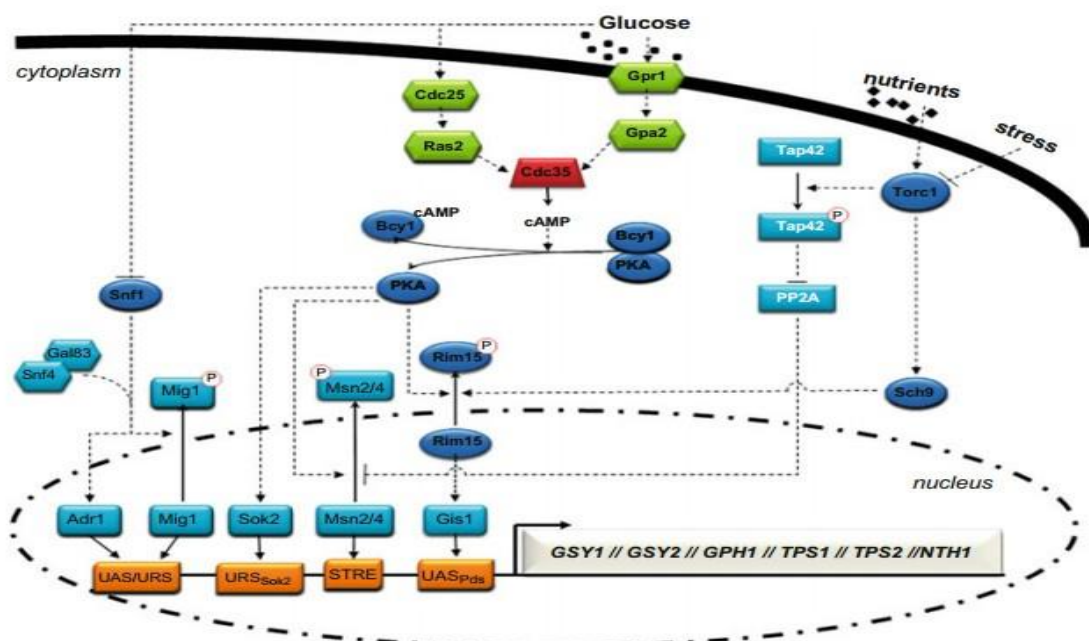 Glucose
cytoplasm
Gpr1
nutrients
Cdc25
stress
Ras2
Gpa2
Tap42
Cdc35
Torc1
cAMP
Bcy1
cAMP
Tap42
P
Bcy1
PKA
PKA
PP2A
Snf1
Gal83
Snf4
Mig1
P
P
Msn2/4
Rim15
P
Sch9
Rim15
nucleus
Adr1
Mig1
Sok2
Msn2/4
Gis1
GSY1 // GSY2 // GPH1 // TPS1 // TPS2 //NTH1
UAS/URS
URSSok2
STRE
UASPds